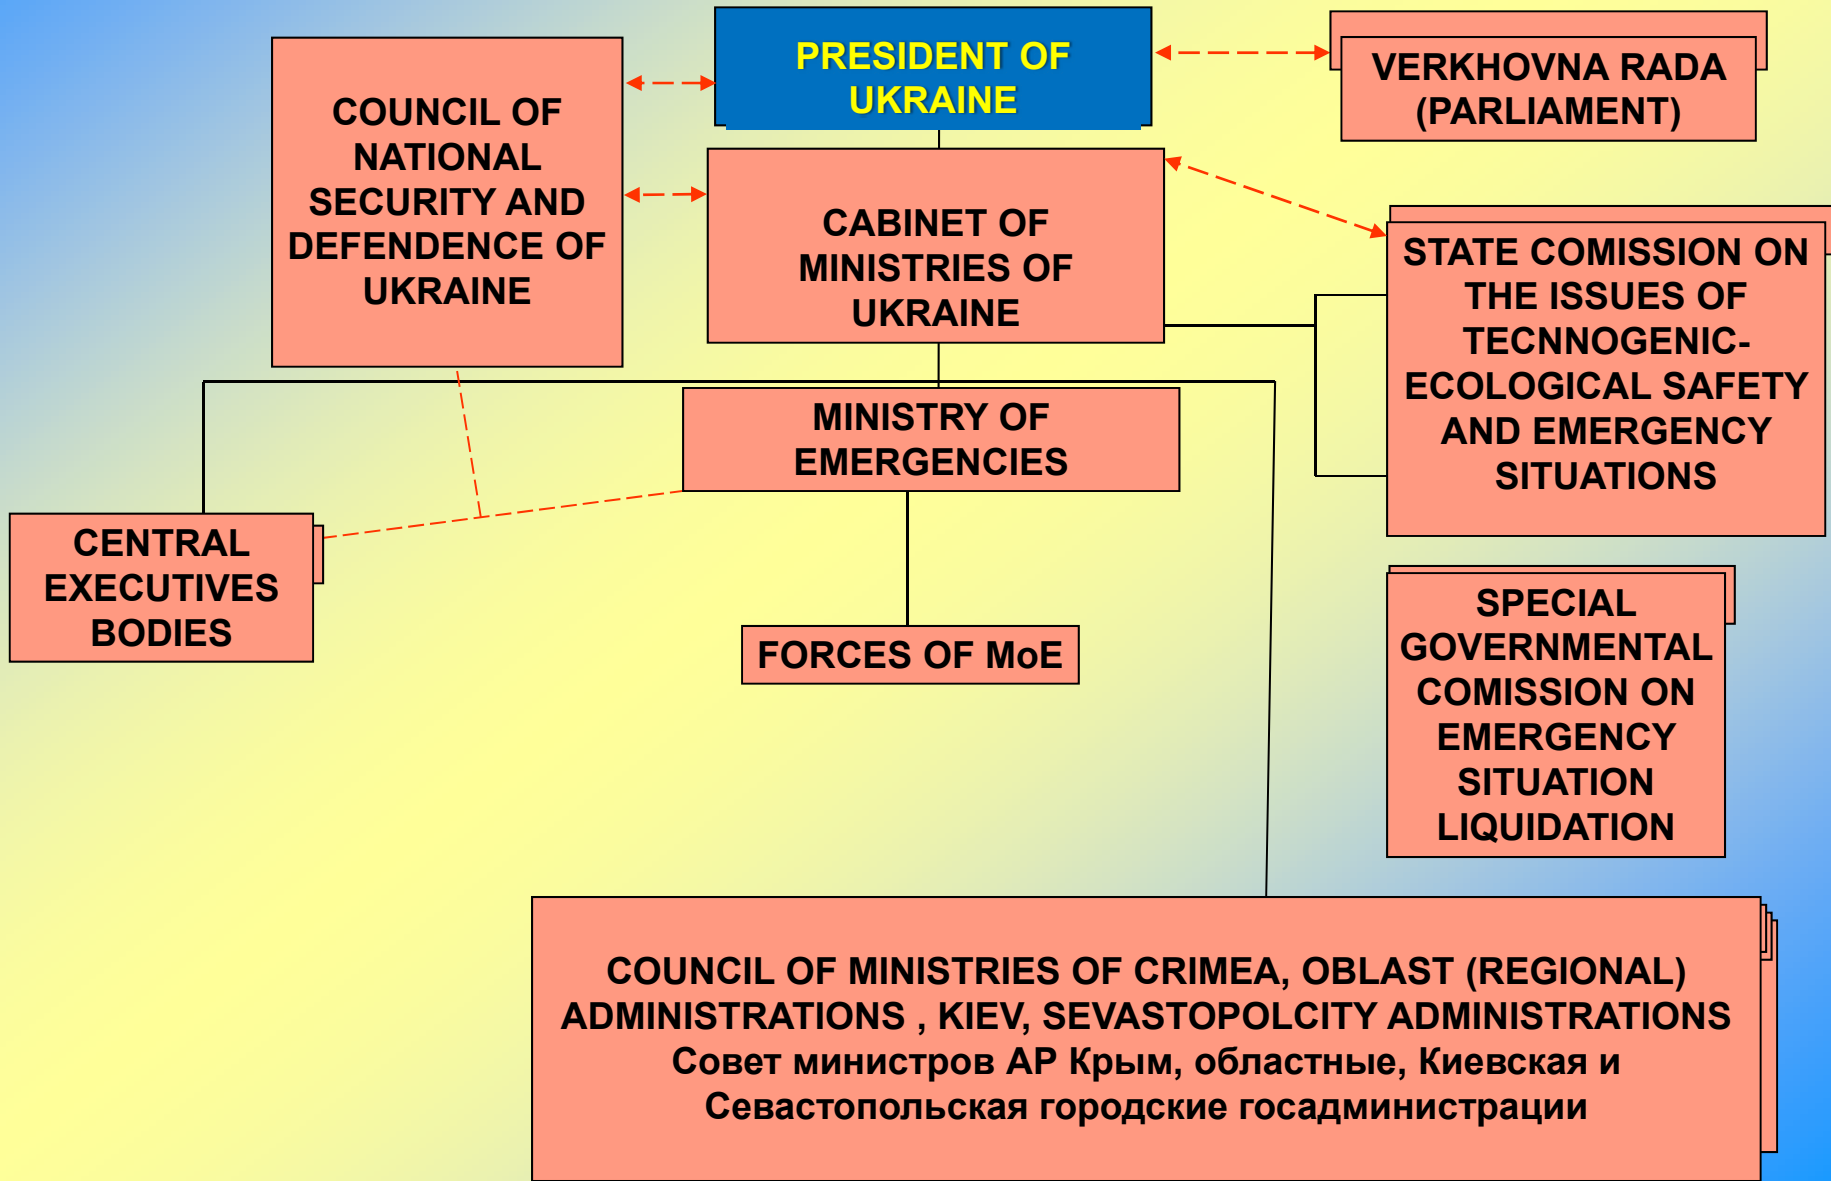 PRESIDENT OF
UKRAINE
VERKHOVNA RADA
(PARLIAMENT)
COUNCIL OF
NATIONAL
SECURITY AND
DEFENDENCE OF
UKRAINE
CABINET OF
MINISTRIES OF
UKRAINE
STATE COMISSION ON
THE ISSUES OF
TECNNOGENIC-
ECOLOGICAL SAFETY
AND EMERGENCY
SITUATIONS
MINISTRY OF
EMERGENCIES
CENTRAL
EXECUTIVES
BODIES
FORCES OF MoE
SPECIAL
GOVERNMENTAL
COMISSION ON
EMERGENCY
SITUATION
LIQUIDATION
COUNCIL OF MINISTRIES OF CRIMEA, OBLAST (REGIONAL)
ADMINISTRATIONS , KIEV, SEVASTOPOLCITY ADMINISTRATIONS
Совет министров АР Крым, областные, Киевская и
Севастопольская городские госадминистрации